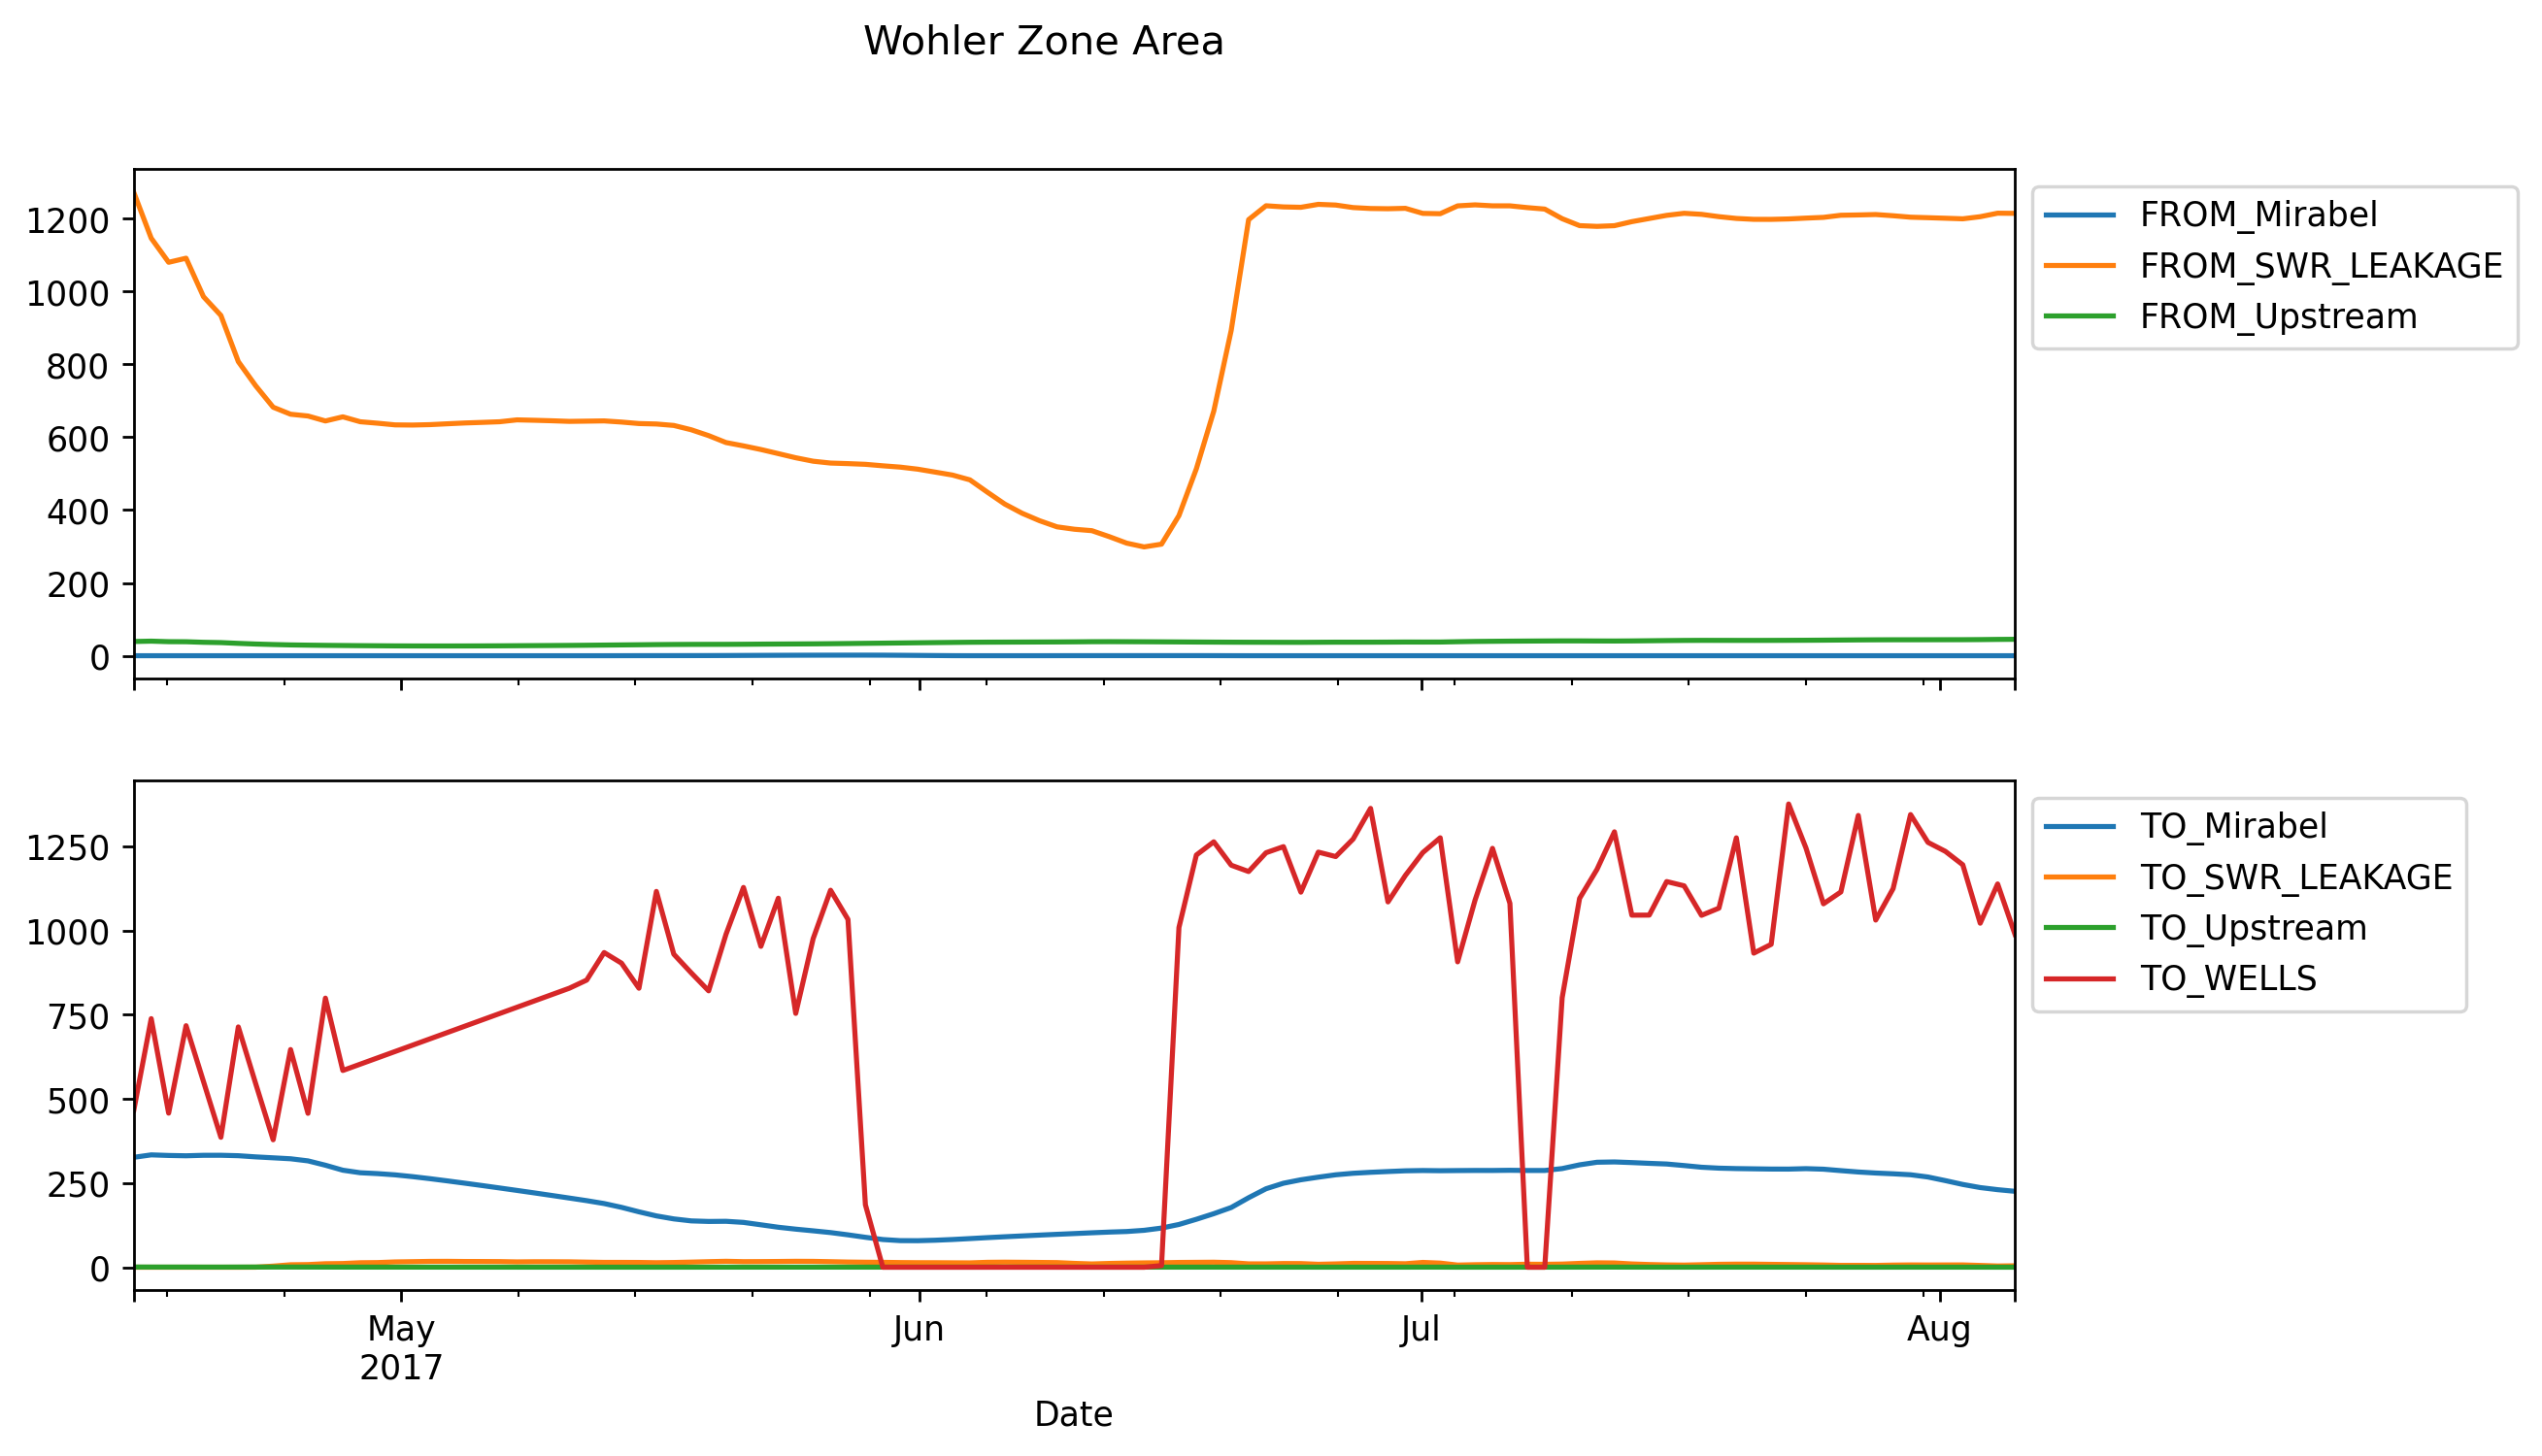 Wohler Zone Area
1200
1000
800
600
400
200
0
FROM_Mirabel
FROM_SWR_LEAKAGE
FROM_Upstream
1250
1000
750
500
250
0
TO_Mirabel
TO_SWR_LEAKAGE
TO_Upstream
TO_WELLS
May Jun Jul Aug
2017
Date